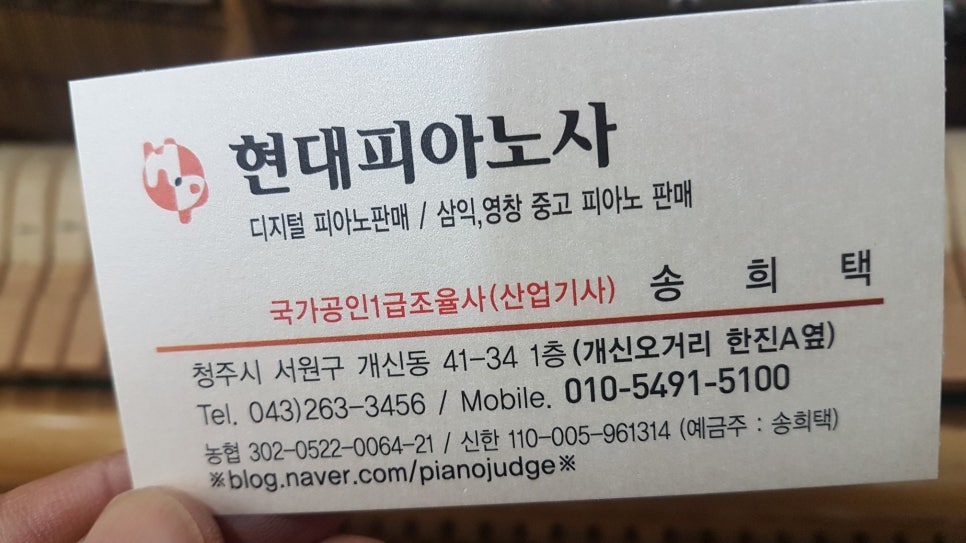 현대피아노사
디지털 피아노판매 / 삼익,영창 중고 피아노 판매
국가공인1급조율사(산업기사) 송 희 택
청주시 서원구 개신동 41-34 1층(개신오거리 한진A옆)
Tel. 043)263-3456 / Mobile. 010-5491-5100
농협 302-0522-0064-21 / 신한 110-005-961314 (예금주 : 송희택)
※blog.naver.com/pianojudge※